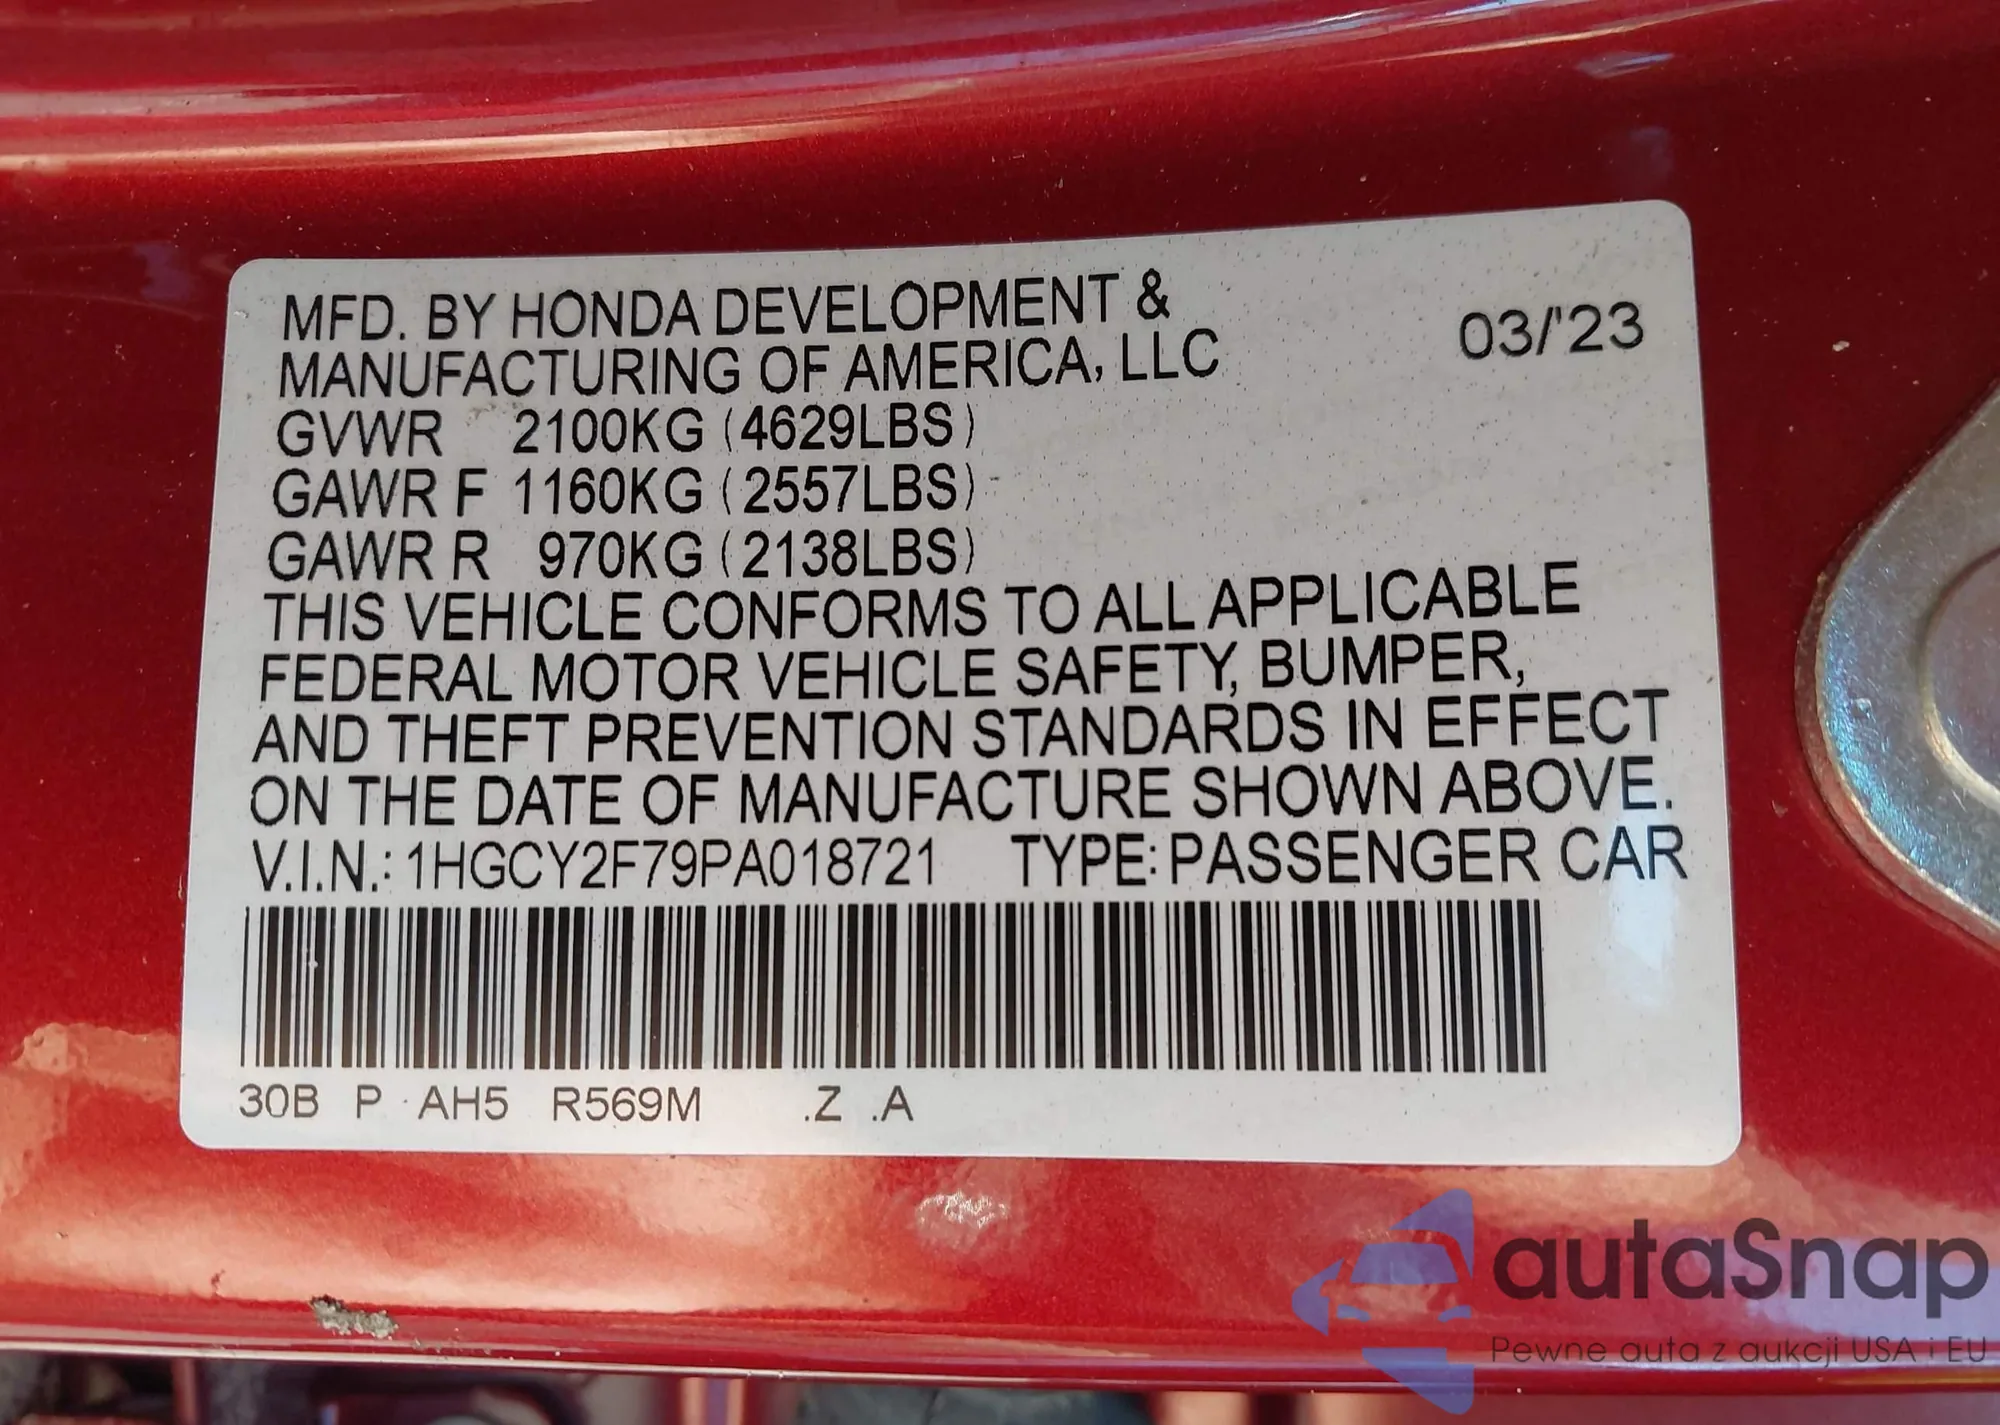 MFD. BY HONDA DEVELOPMENT &
MANUFACTURING OF AMERICA, LLC
03/'23
GVWR 2100KG (4629LBS)
GAWR F 1160KG (2557LBS)
GAWR R 970KG (2138LBS)
THIS VEHICLE CONFORMS TO ALL APPLICABLE
FEDERAL MOTOR VEHICLE SAFETY, BUMPER,
AND THEFT PREVENTION STANDARDS IN EFFECT
ON THE DATE OF MANUFACTURE SHOWN ABOVE.
V.I.N.: 1HGCY2F79PA018721 TYPE: PASSENGER CAR
30B P AH5 R569M .Z .A
autaSnap
Pewne auta z aukcji USA i EU